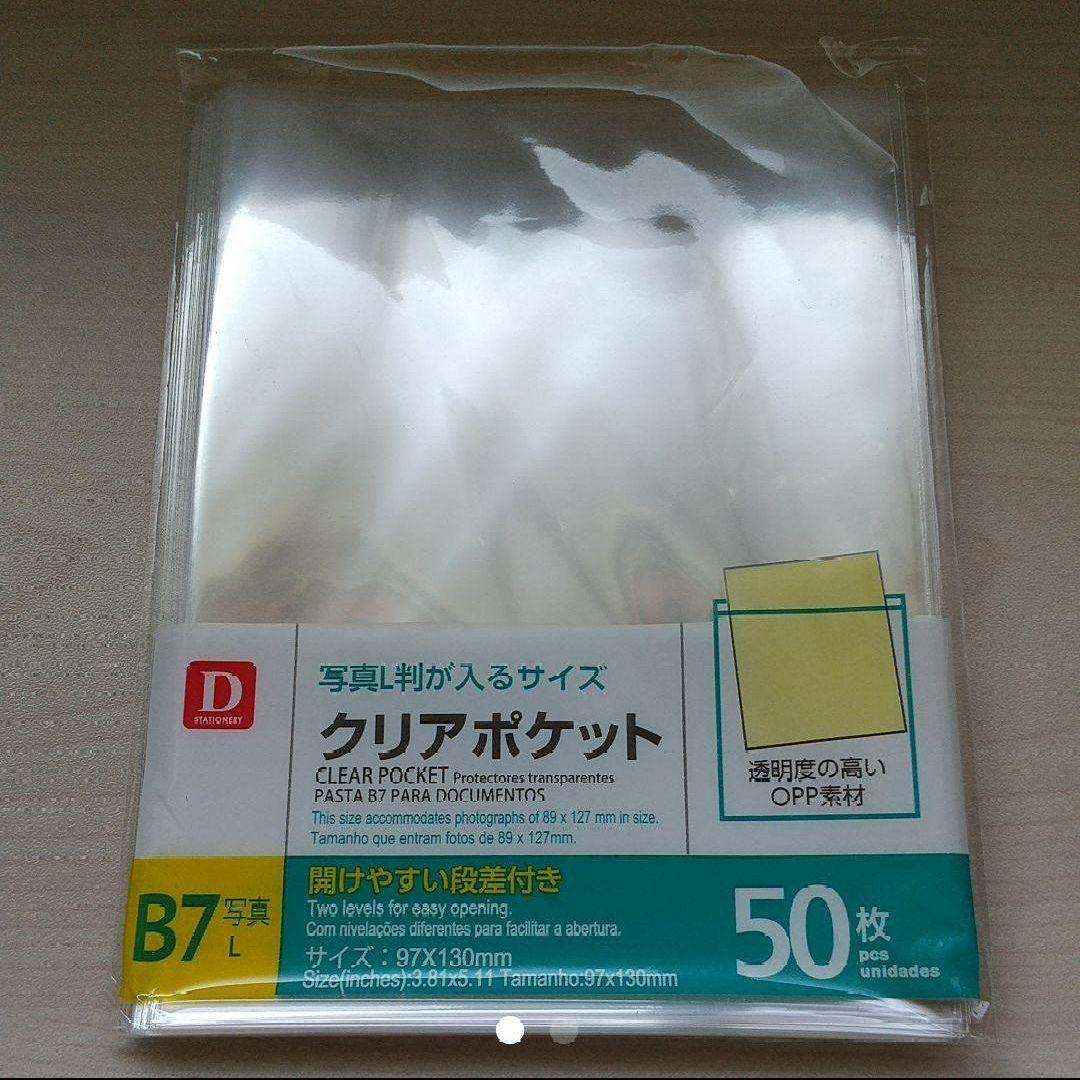 D
STATIONERY
写真L判が入るサイズ
クリアポケット
CLEAR POCKET Protectores transparentes
PASTA B7 PARA DOCUMENTOS
This size accommodates photographs of 89 x 127 mm in size.
Tamanho que entram fotos de 89 x 127mm.
透明度の高い
OPP素材
B7写真
L
開けやすい段差付き
Two levels for easy opening.
Com nivelações diferentes para facilitar a abertura.
サイズ：97X130mm
Size(inches):3.81x5.11 Tamanho:97x130mm
50枚
pcs
unidades